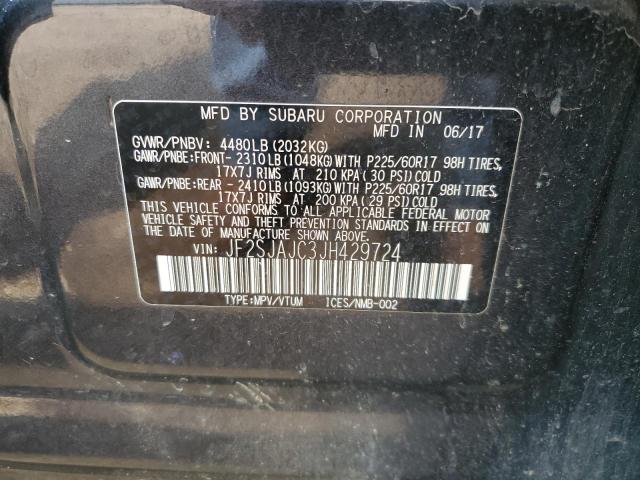 MFD BY SUBARU CORPORATION
MFD IN 06/17
GVWR/PNBV: 4480LB(2032KG)
GAWR/PNBE:FRONT- 2310LB(1048KG)WITH P225/60R17 98H TIRES,
17X7J RIMS AT 210 KPA(30 PSI)COLD
GAWR/PNBE:REAR - 2410LB(1093KG)WITH P225/60R17 98H TIRES,
17X7J RIMS AT 200 KPA(29 PSI)COLD
THIS VEHICLE CONFORMS TO ALL APPLICABLE FEDERAL MOTOR
VEHICLE SAFETY AND THEFT PREVENTION STANDARDS IN EFFECT ON
THE DATE OF MANUFACTURE SHOWN ABOVE.
VIN: JF2SJAJC3JH429724
TYPE:MPV/VTUM ICES/NMB-002